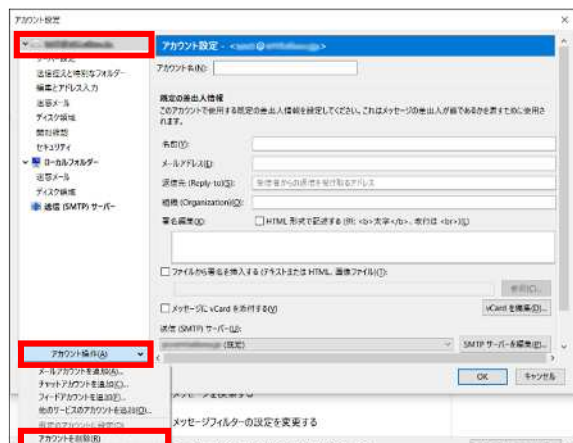 アカウント設定
アカウント設定 -
サーバー設定
アカウント名(N):
送信控えと特別なフォルダー
編集とアドレス入力
迷惑メール
ディスク領域
開封確認
セキュリティ
ローカルフォルダー
迷惑メール
ディスク領域
送信 (SMTP) サーバー
既定の差出人情報
このアカウントで使用する既定の差出人情報を設定してください。これはメッセージの差出人が誰であるかを表すために使用されます。
名前(Y):
メールアドレス(E):
返信先 (Reply-to)(S):
受信者からの返信を受け取るアドレス
組織 (Organization)(O):
署名編集(X):
HTML 形式で記述する (例: <b>太字</b>、改行は <br>)(L)
ファイルから署名を挿入する (テキストまたは HTML、画像ファイル)(T):
参照(C)...
メッセージに vCard を添付する(V)
vCard を編集(D)...
送信 (SMTP) サーバー(U):
(既定)
SMTP サーバーを編集(P)...
アカウント操作(A)
OK
キャンセル
メールアカウントを追加(A)...
チャットアカウントを追加(C)...
フィードアカウントを追加(F)...
他のサービスのアカウントを追加(O)...
既定のアカウントに設定(D)
アカウントを削除(R)
メッセージフィルターの設定を変更する